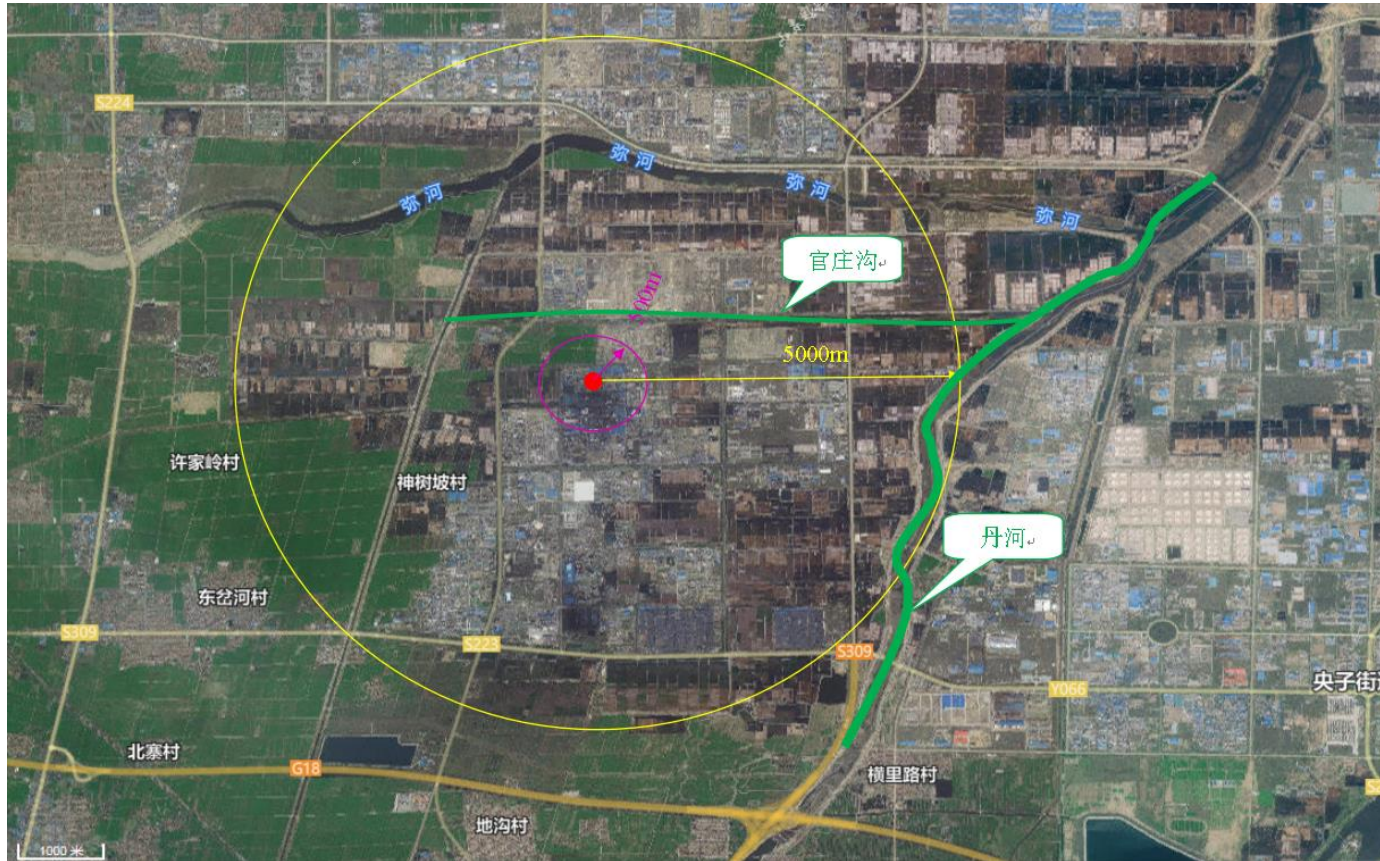 S224
弥河
弥河
弥河
弥河
官庄沟
500m
5000m
许家岭村
神树坡村
丹河
东岔河村
S309
S223
S309
Y066
央子街
北寨村
G18
横里路村
地沟村
1000 米